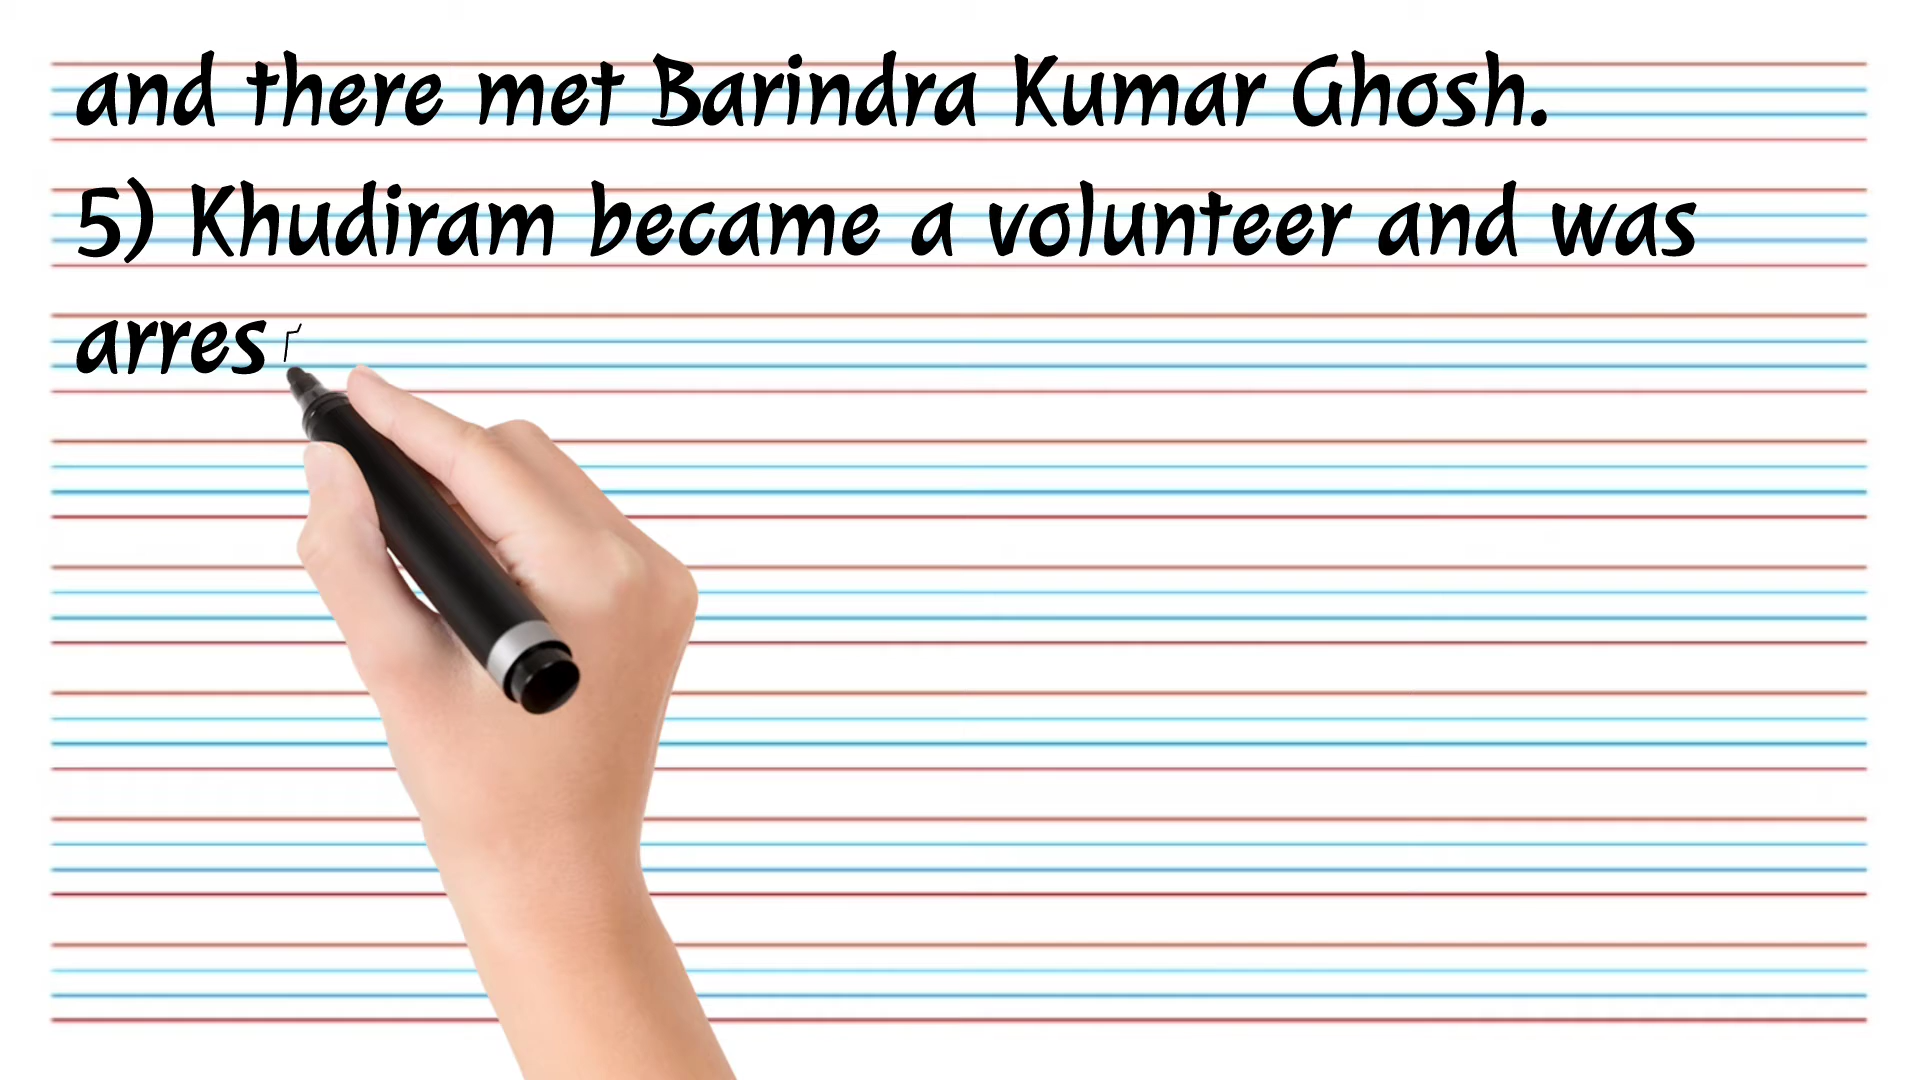 and there met Barindra Kumar Ghosh.
5) Khudiram became a volunteer and was
arres